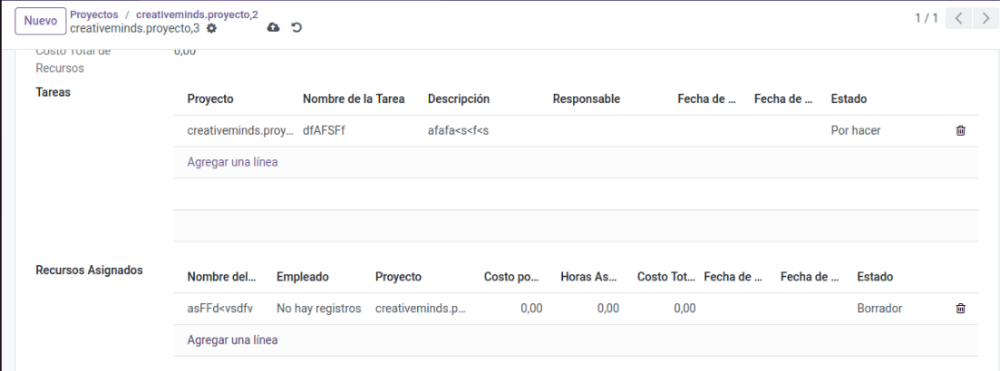 Nuevo
Proyectos / creativeminds.proyecto,2
creativeminds.proyecto,3
1 / 1
Costo Total de 0,00
Recursos
Tareas
Proyecto Nombre de la Tarea Descripción Responsable Fecha de ... Fecha de ... Estado
creativeminds.proy... dfAFSFf afafa<s<f<s Por hacer
Agregar una línea
Recursos Asignados
Nombre del... Empleado Proyecto Costo po... Horas As... Costo Tot... Fecha de ... Fecha de ... Estado
asFFd<vsdfv No hay registros creativeminds.p... 0,00 0,00 0,00 Borrador
Agregar una línea